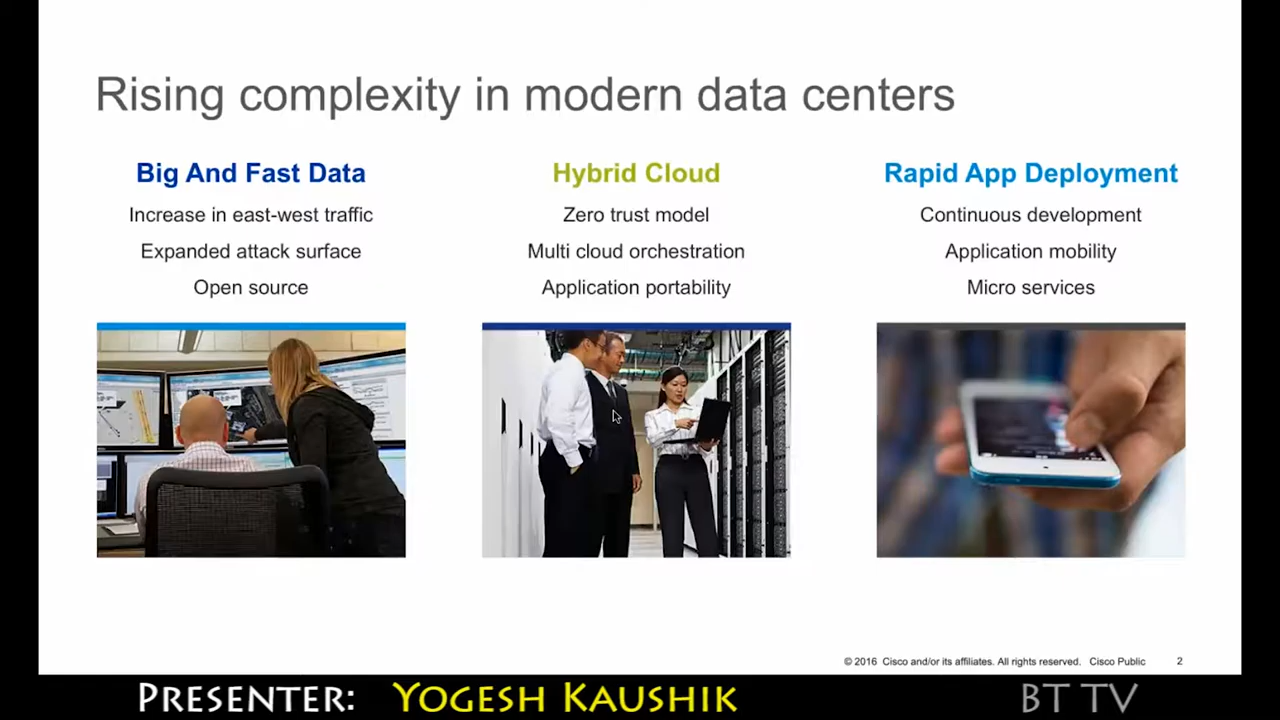 Rising complexity in modern data centers
Big And Fast Data
Increase in east-west traffic
Expanded attack surface
Open source
Hybrid Cloud
Zero trust model
Multi cloud orchestration
Application portability
Rapid App Deployment
Continuous development
Application mobility
Micro services
© 2016 Cisco and/or its affiliates. All rights reserved. Cisco Public 2
PRESENTER: YOGESH KAUSHIK
BT TV